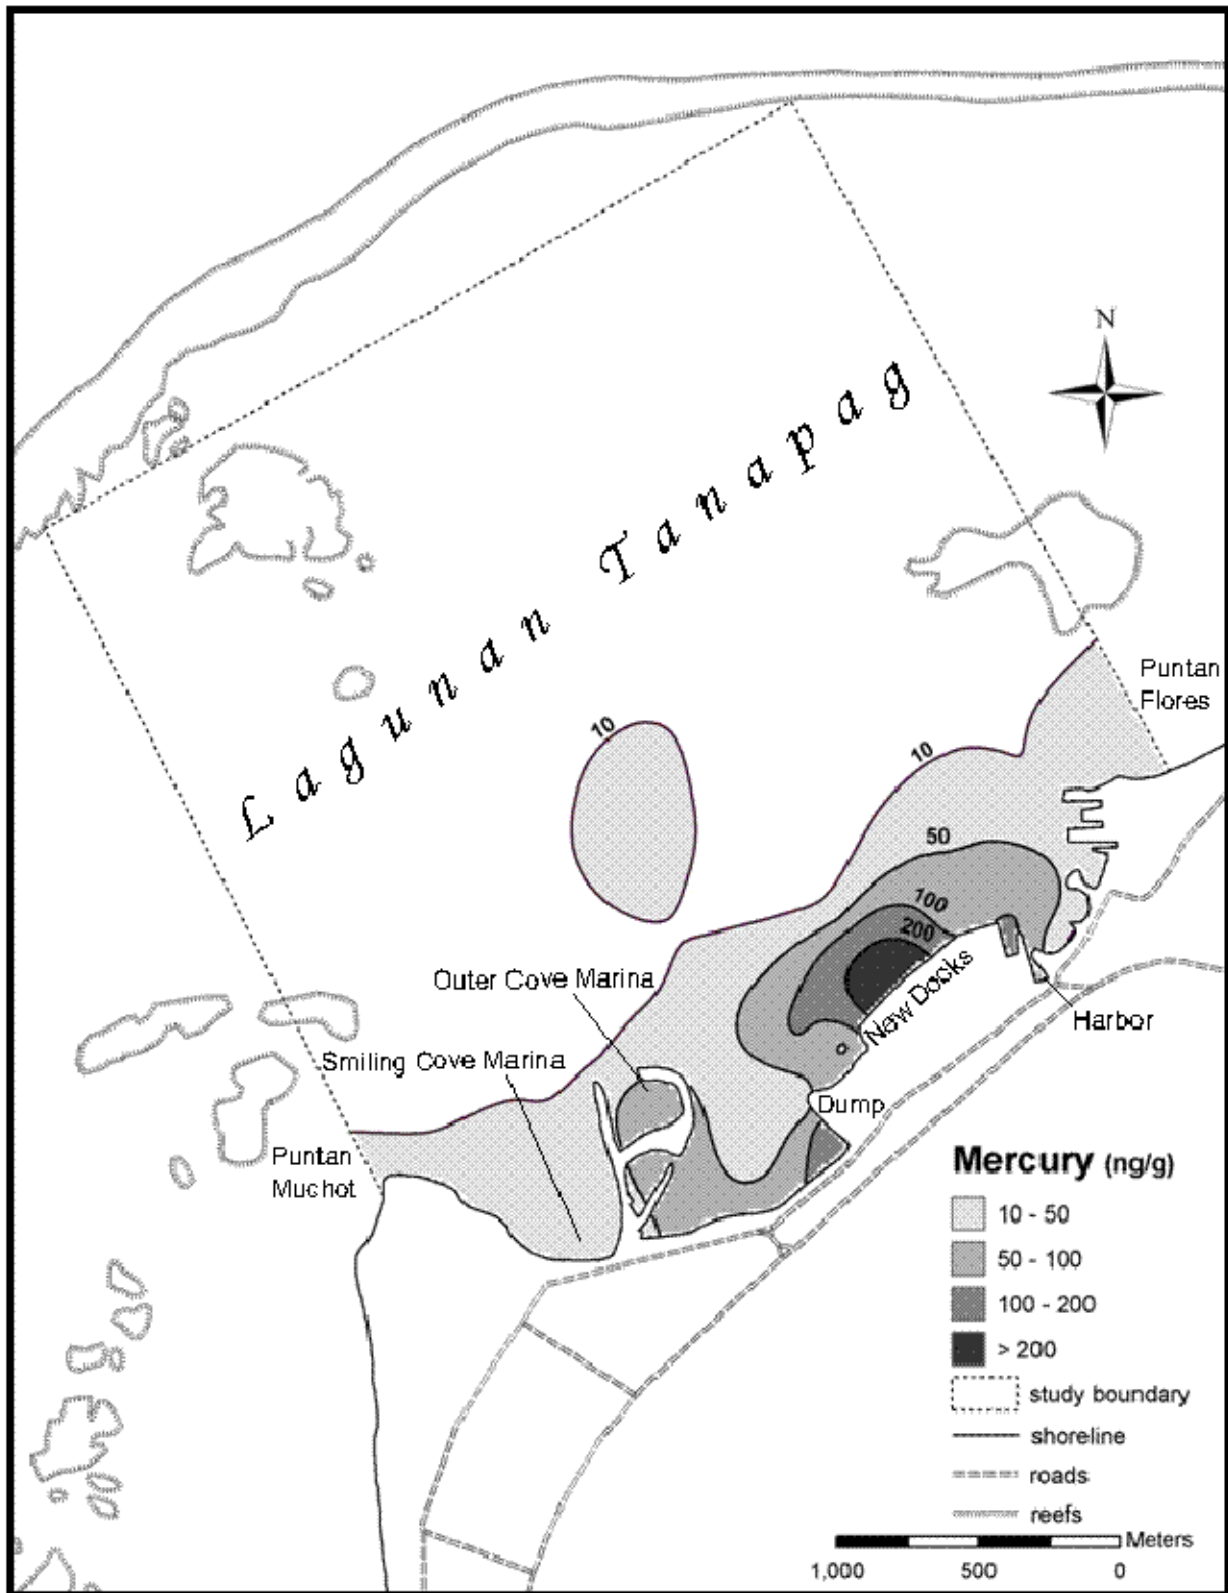 N
Lagunan Tanapag
Puntan
Flores
10
10
50
100
200
Outer Cove Marina
New Docks
Harbor
Smiling Cove Marina
Dump
Puntan
Muchot
Mercury (ng/g)
10 - 50
50 - 100
100 - 200
> 200
study boundary
shoreline
roads
reefs
Meters
1,000 500 0